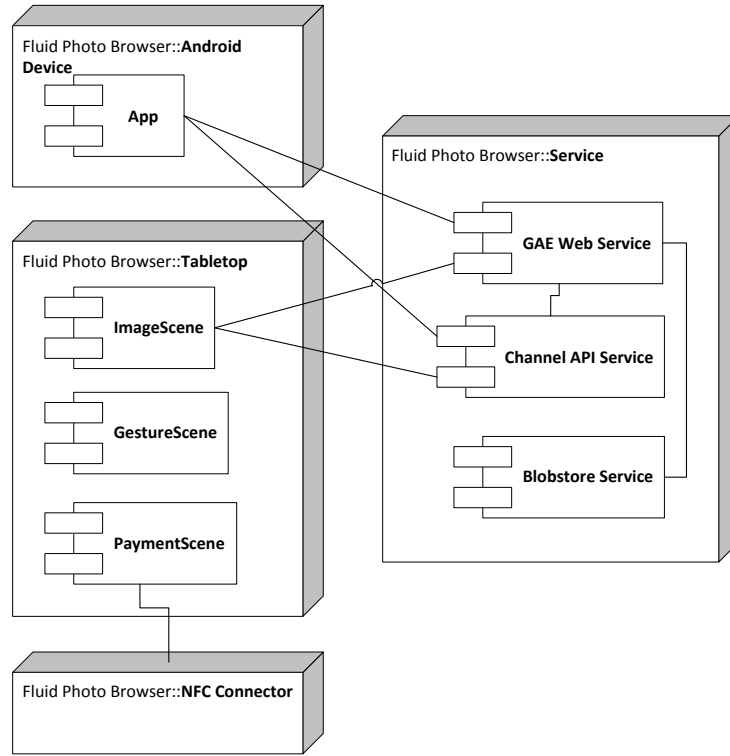 Fluid Photo Browser::Android
Device
App
Fluid Photo Browser::Service
GAE Web Service
Channel API Service
Blobstore Service
Fluid Photo Browser::Tabletop
ImageScene
GestureScene
PaymentScene
Fluid Photo Browser::NFC Connector